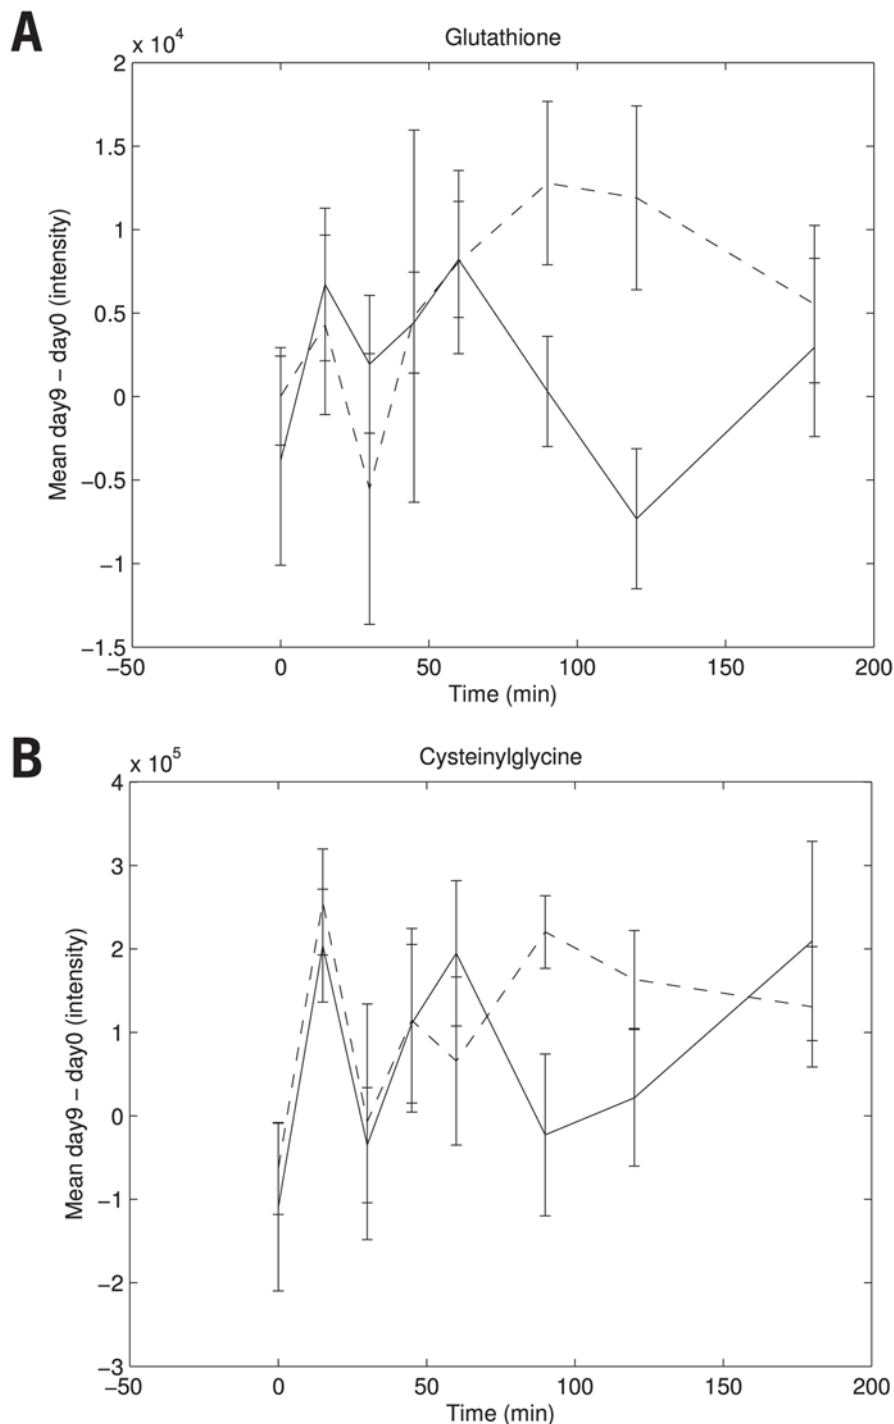 A
x 10^4
Glutathione
2
1.5
1
0.5
0
−0.5
−1
−1.5
Mean day9 − day0 (intensity)
−50 0 50 100 150 200
Time (min)
B
x 10^5
Cysteinylglycine
4
3
2
1
0
−1
−2
−3
Mean day9 − day0 (intensity)
−50 0 50 100 150 200
Time (min)